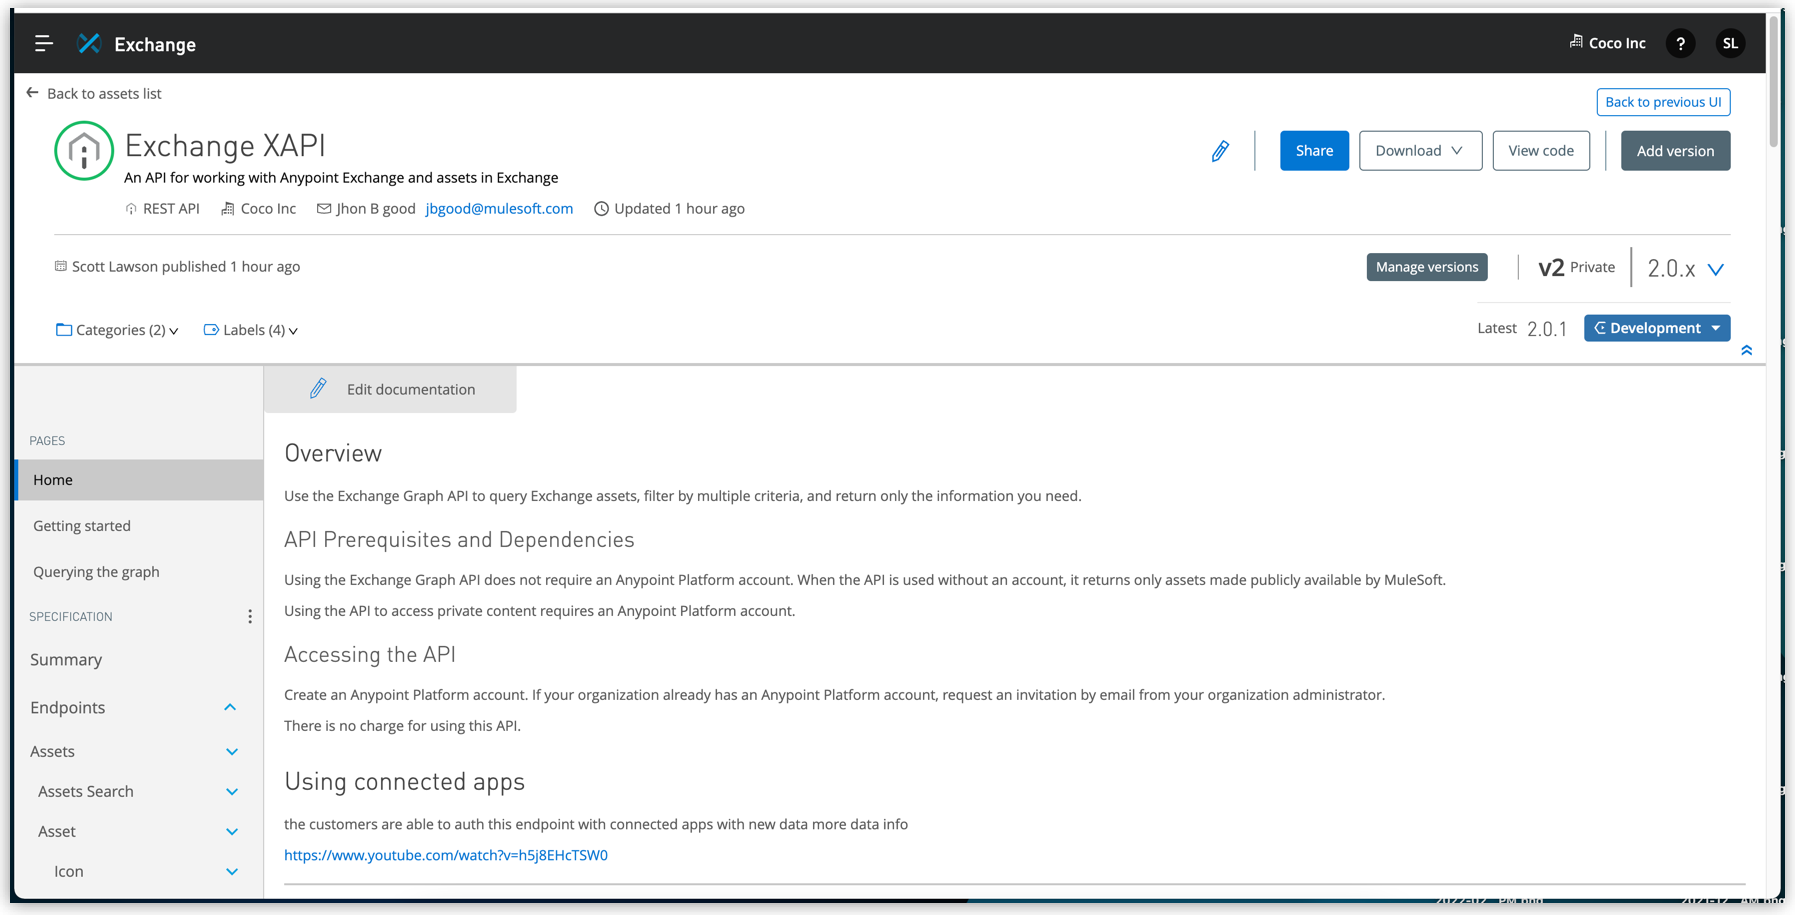 Exchange
Coco Inc
?
SL
Back to assets list
Back to previous UI
Exchange XAPI
Share
Download
View code
Add version
An API for working with Anypoint Exchange and assets in Exchange
REST API
Coco Inc
Jhon B good
jbgood@mulesoft.com
Updated 1 hour ago
Scott Lawson published 1 hour ago
Manage versions
v2 Private
2.0.x
Categories (2)
Labels (4)
Latest 2.0.1
Development
Edit documentation
PAGES
Home
Getting started
Querying the graph
SPECIFICATION
Summary
Endpoints
Assets
Assets Search
Asset
Icon
Overview
Use the Exchange Graph API to query Exchange assets, filter by multiple criteria, and return only the information you need.
API Prerequisites and Dependencies
Using the Exchange Graph API does not require an Anypoint Platform account. When the API is used without an account, it returns only assets made publicly available by MuleSoft.
Using the API to access private content requires an Anypoint Platform account.
Accessing the API
Create an Anypoint Platform account. If your organization already has an Anypoint Platform account, request an invitation by email from your organization administrator.
There is no charge for using this API.
Using connected apps
the customers are able to auth this endpoint with connected apps with new data more data info
https://www.youtube.com/watch?v=h5j8EHcTSW0